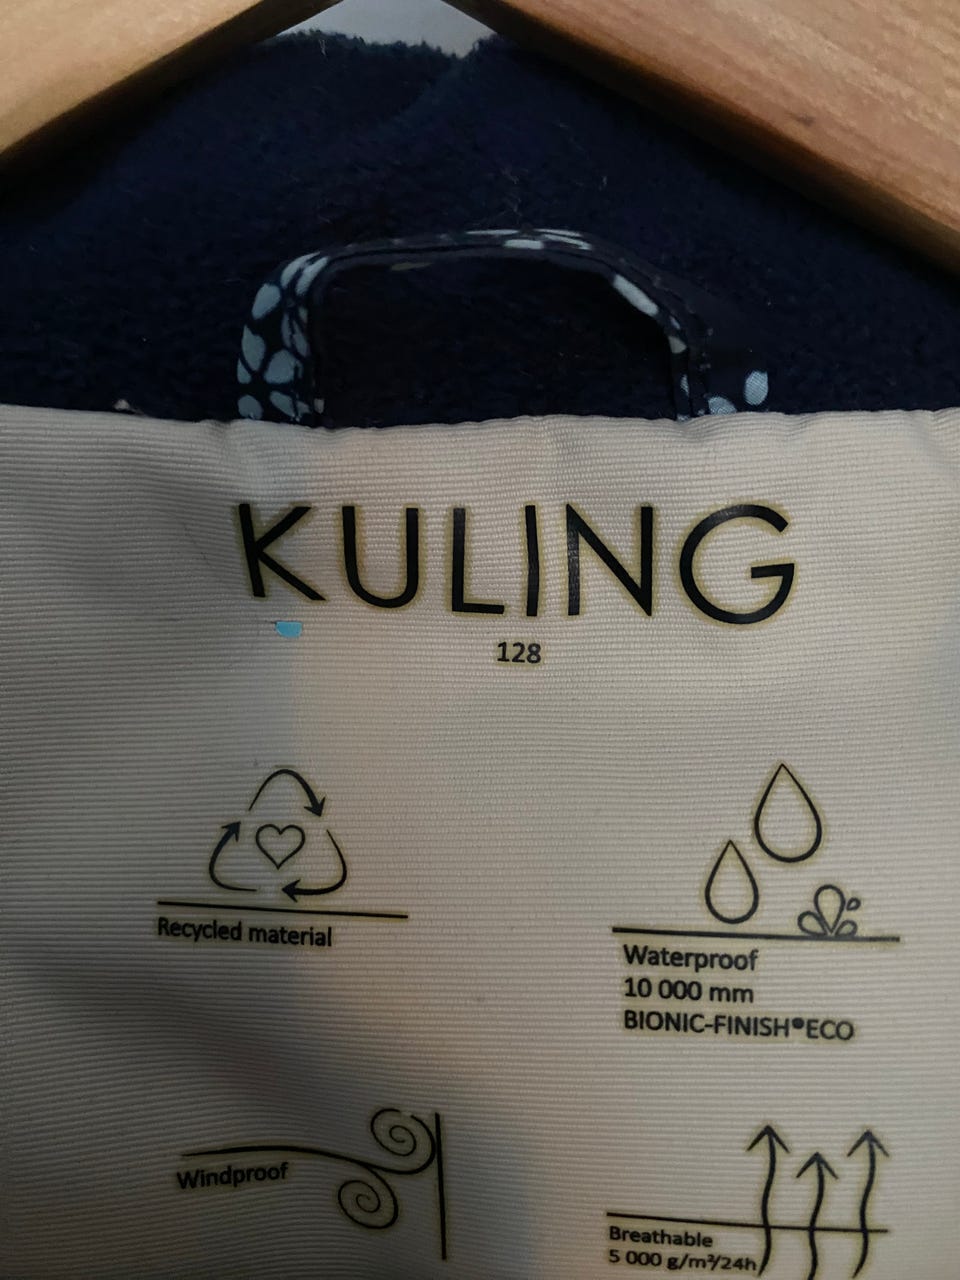 KULING
128
Recycled material
Waterproof
10 000 mm
BIONIC-FINISH®ECO
Windproof
Breathable
5 000 g/m²/24h